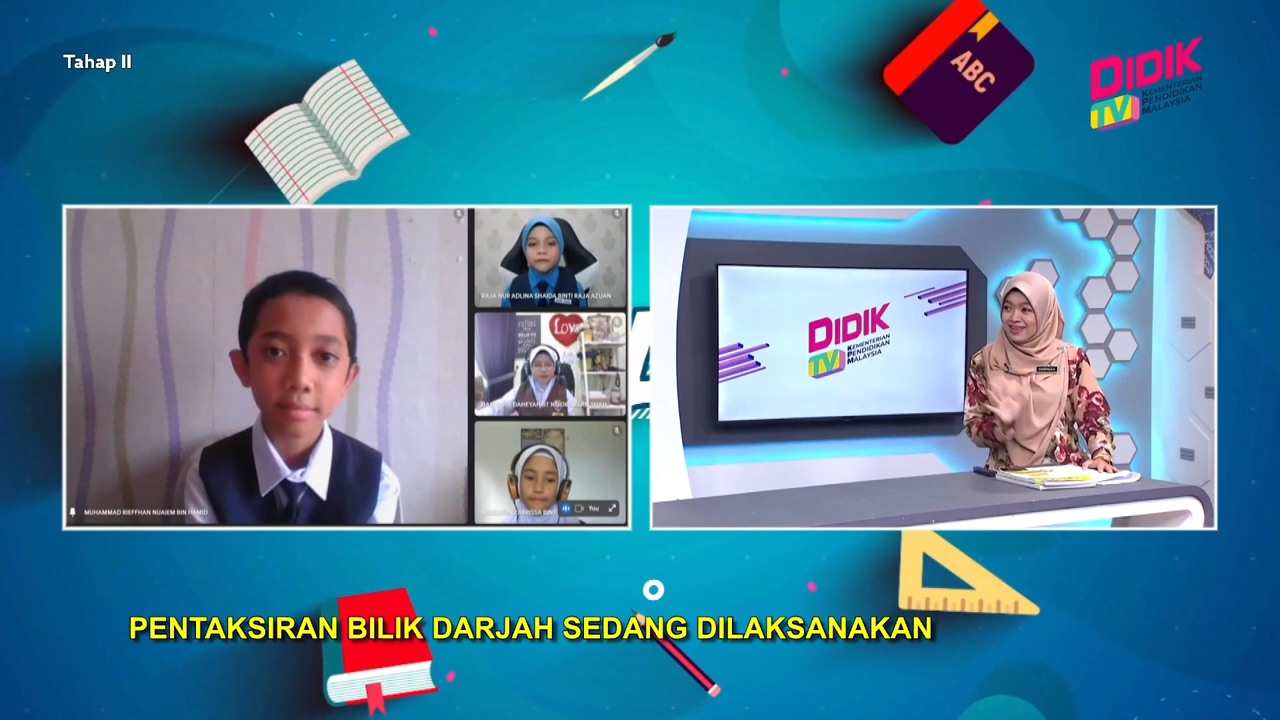 Tahap II
ABC
DIDIK
TV
KEMENTERIAN
PENDIDIKAN
MALAYSIA
RAJA NUR ADLINA SHAIDA BINTI RAJA AZUAN
Love
MUHAMMAD RIEFFHAN NUAIEM BIN HAMID
You
DIDIK
TV
KEMENTERIAN
PENDIDIKAN
MALAYSIA
PENTAKSIRAN BILIK DARJAH SEDANG DILAKSANAKAN